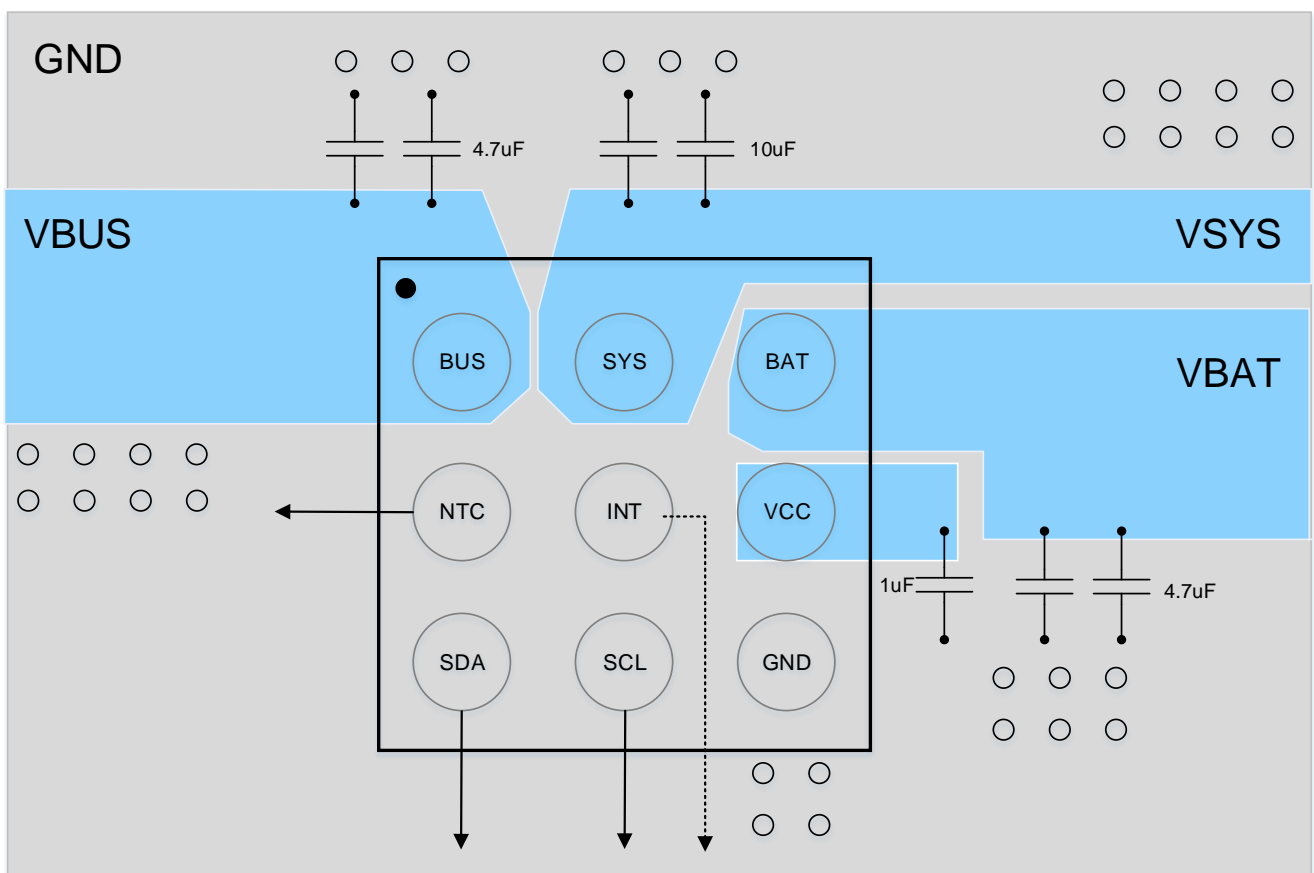 GND
4.7uF
10uF
VBUS
VSYS
BUS
SYS
BAT
VBAT
NTC
INT
VCC
1uF
4.7uF
SDA
SCL
GND